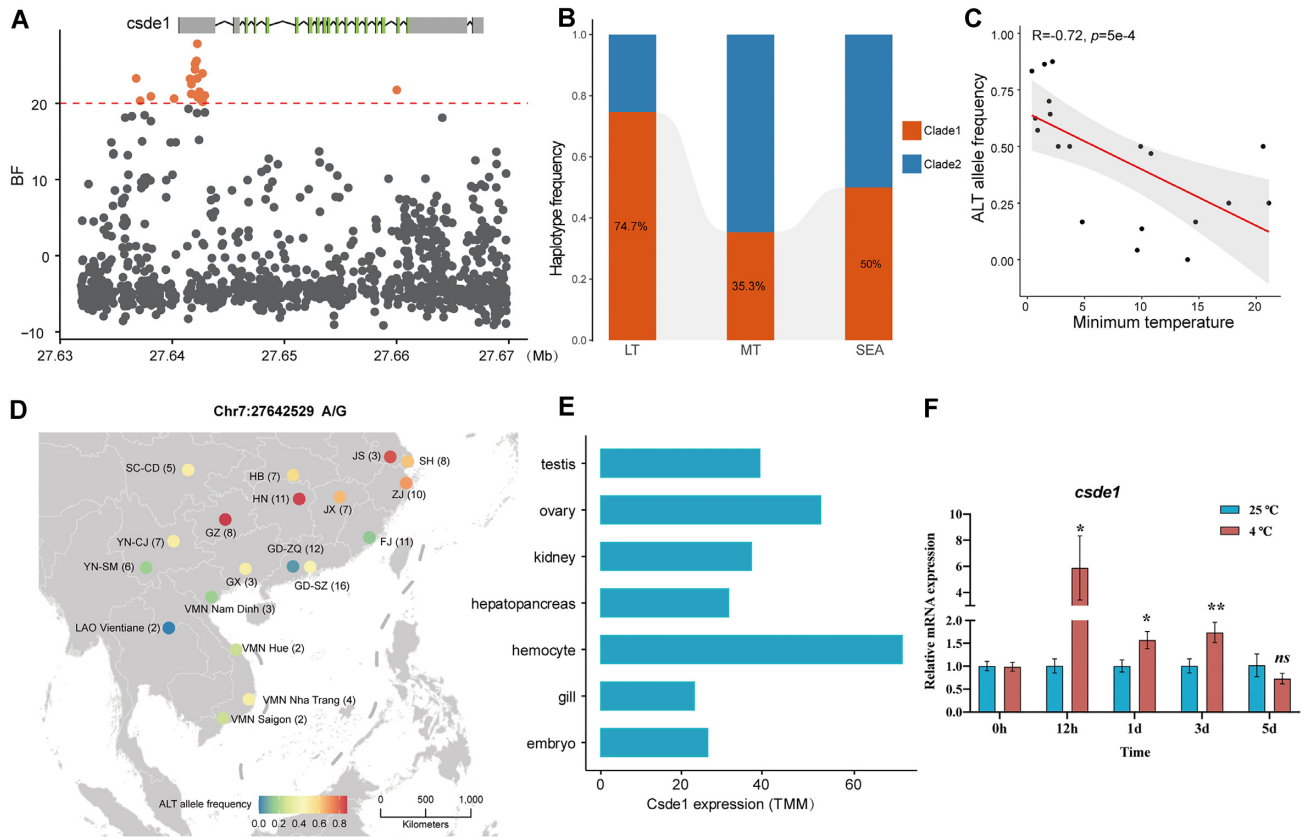 A
csde1
BF
20
10
0
−10
27.63
27.64
27.65
27.66
27.67
(Mb)
B
Haplotype frequency
1.0
0.8
0.6
0.4
0.2
0.0
74.7%
35.3%
50%
LT
MT
SEA
Clade1
Clade2
C
R=-0.72, p=5e-4
ALT allele frequency
1.00
0.75
0.50
0.25
0.00
0
5
10
15
20
Minimum temperature
D
Chr7:27642529 A/G
SC-CD (5)
HB (7)
JS (3)
SH (8)
HN (11)
JX (7)
ZJ (10)
GZ (8)
YN-CJ (7)
GD-ZQ (12)
FJ (11)
YN-SM (6)
GX (3)
GD-SZ (16)
VMN Nam Dinh (3)
LAO Vientiane (2)
VMN Hue (2)
VMN Nha Trang (4)
VMN Saigon (2)
ALT allele frequency
0.0 0.2 0.4 0.6 0.8
0 500 1,000
Kilometers
E
testis
ovary
kidney
hepatopancreas
hemocyte
gill
embryo
0
20
40
60
Csde1 expression (TMM)
F
csde1
25 ℃
4 ℃
Relative mRNA expression
10
8
6
4
2.0
1.5
1.0
0.5
0.0
*
*
**
ns
0h
12h
1d
3d
5d
Time